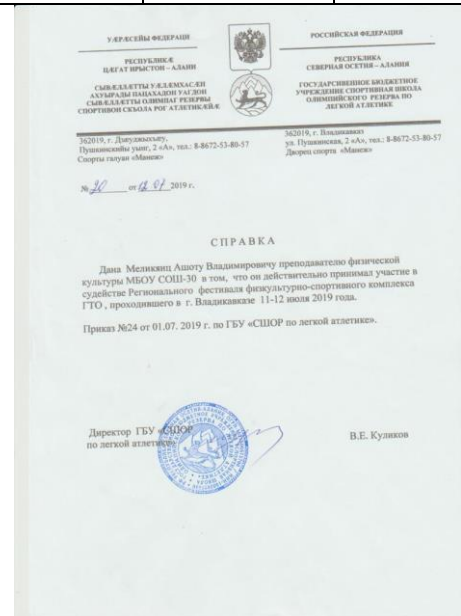 УÆРÆСЕЙЫ ФЕДЕРАЦИ
РЕСПУБЛИКÆ
ЦÆГАТ ИРЫСТОН – АЛАНИ
РОССИЙСКАЯ ФЕДЕРАЦИЯ
РЕСПУБЛИКА
СЕВЕРНАЯ ОСЕТИЯ – АЛАНИЯ
ГОСУДАРСТВЕННОЕ БЮДЖЕТНОЕ
УЧРЕЖДЕНИЕ СПОРТИВНАЯ ШКОЛА
ОЛИМПИЙСКОГО РЕЗЕРВА ПО
ЛЕГКОЙ АТЛЕТИКЕ
362019, г. Дзæуджыхъæу,
Пушкинскийы уынг, 2 «А», тел.: 8-8672-53-80-57
Спорты галуан «Манеж»
362019, г. Владикавказ
ул. Пушкинская, 2 «А», тел.: 8-8672-53-80-57
Дворец спорта «Манеж»
№ 20 от 12.07 2019 г.
СПРАВКА
Дана Меликянц Ашоту Владимировичу преподавателю физической
культуры МБОУ СОШ-30 в том, что он действительно принимал участие в
судействе Регионального фестиваля физкультурно-спортивного комплекса
ГТО , проходившего в г. Владикавказе 11-12 июля 2019 года.
Приказ №24 от 01.07. 2019 г. по ГБУ «СШОР по легкой атлетике».
Директор ГБУ «СШОР
по легкой атлетике»
В.Е. Куликов